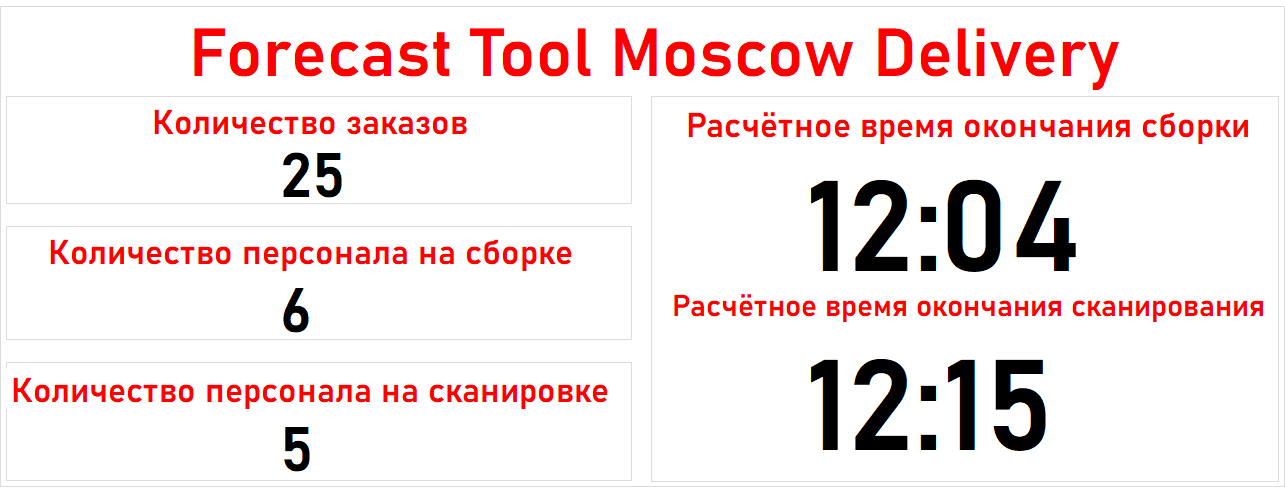 Forecast Tool Moscow Delivery
Количество заказов
25
Количество персонала на сборке
6
Количество персонала на сканировке
5
Расчётное время окончания сборки
12:04
Расчётное время окончания сканирования
12:15